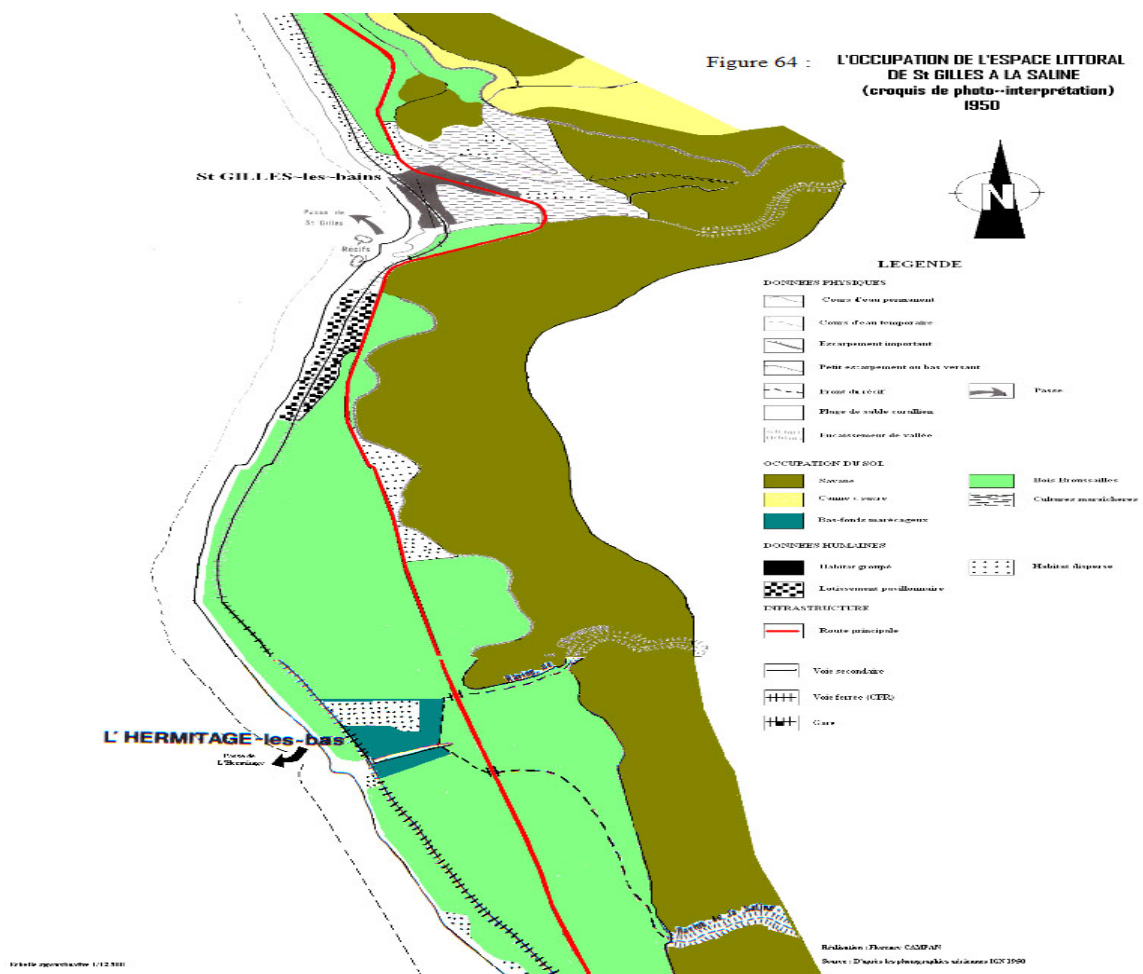 Figure 64 :
L'OCCUPATION DE L'ESPACE LITTORAL
DE St GILLES A LA SALINE
(croquis de photo--interprétation)
1950
N
St GILLES~les~bains
Passe de
St Gilles
Récifs
L'HERMITAGE~les~bas
Passe de
L'Hermitage
LEGENDE
DONNEES PHYSIQUES
Cours d'eau permanent
Cours d'eau temporaire
Escarpement important
Petit escarpement ou bas versant
Front du récif
Passe
Plage de sable corallien
Encaissement de vallée
OCCUPATION DU SOL
Savane
Bois Broussailles
Canne à sucre
Cultures maraîcheres
Bas-fonds marécageux
DONNEES HUMAINES
Habitat groupé
Habitat disperse
Lotissement pavillonnaire
INFRASTRUCTURE
Route principale
Voie secondaire
Voie ferrée (CFR)
Gare
Réalisation : Florence CAMPAN
Source : D'après les photographies aériennes IGN 1950
Echelle approximative